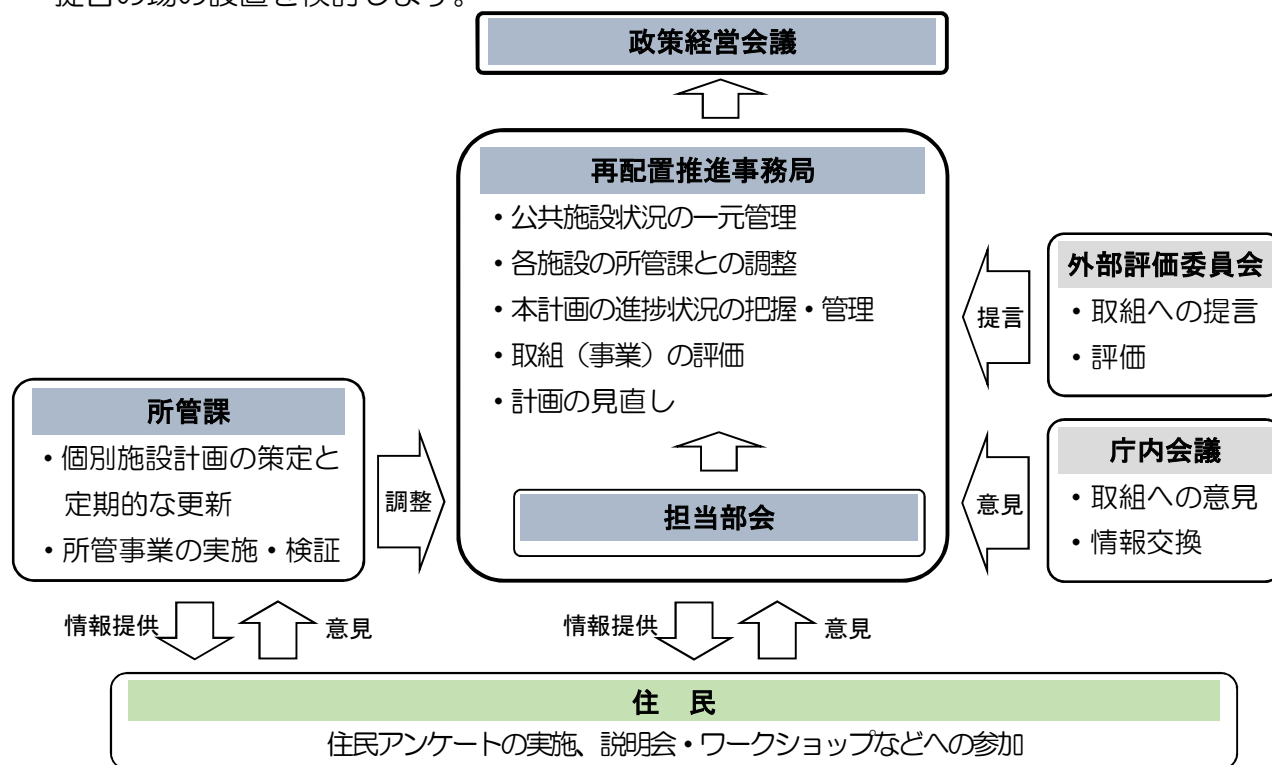 提言の場の設置を検討します。
政策経営会議
再配置推進事務局
・公共施設状況の一元管理
・各施設の所管課との調整
・本計画の進捗状況の把握・管理
・取組（事業）の評価
・計画の見直し
担当部会
外部評価委員会
・取組への提言
・評価
提言
庁内会議
・取組への意見
・情報交換
意見
所管課
・個別施設計画の策定と
定期的な更新
・所管事業の実施・検証
調整
情報提供
意見
情報提供
意見
住 民
住民アンケートの実施、説明会・ワークショップなどへの参加